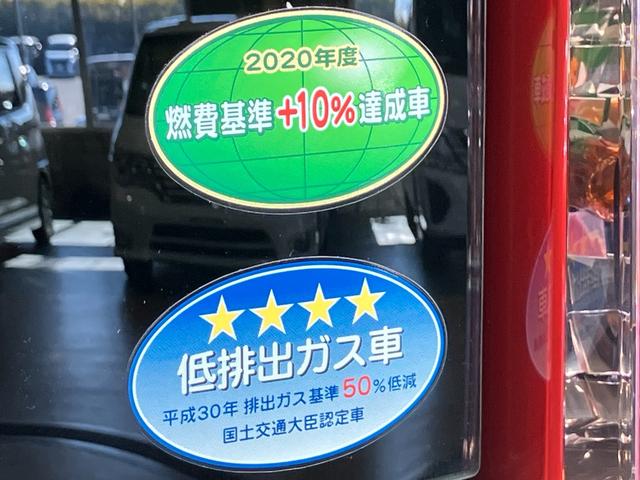 2020年度
燃費基準+10%達成車
低排出ガス車
平成30年 排出ガス基準50%低減
国土交通大臣認定車